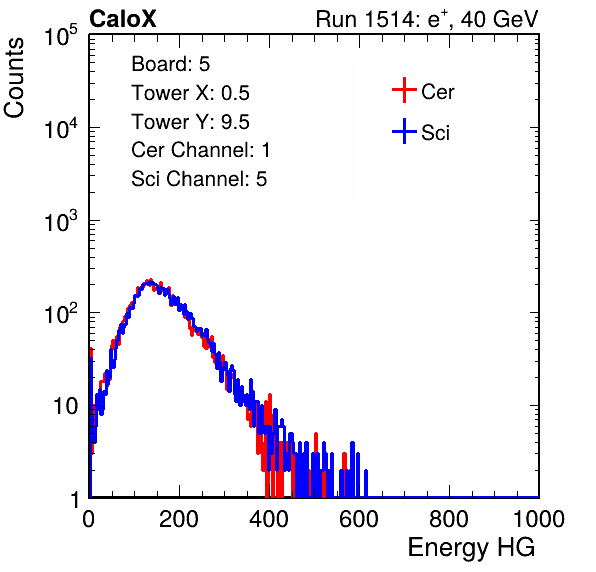 CaloX Run 1514: e⁺, 40 GeV
Counts
Board: 5
Tower X: 0.5
Tower Y: 9.5
Cer Channel: 1
Sci Channel: 5
Cer
Sci
10⁵
10⁴
10³
10²
10
1
0 200 400 600 800 1000
Energy HG